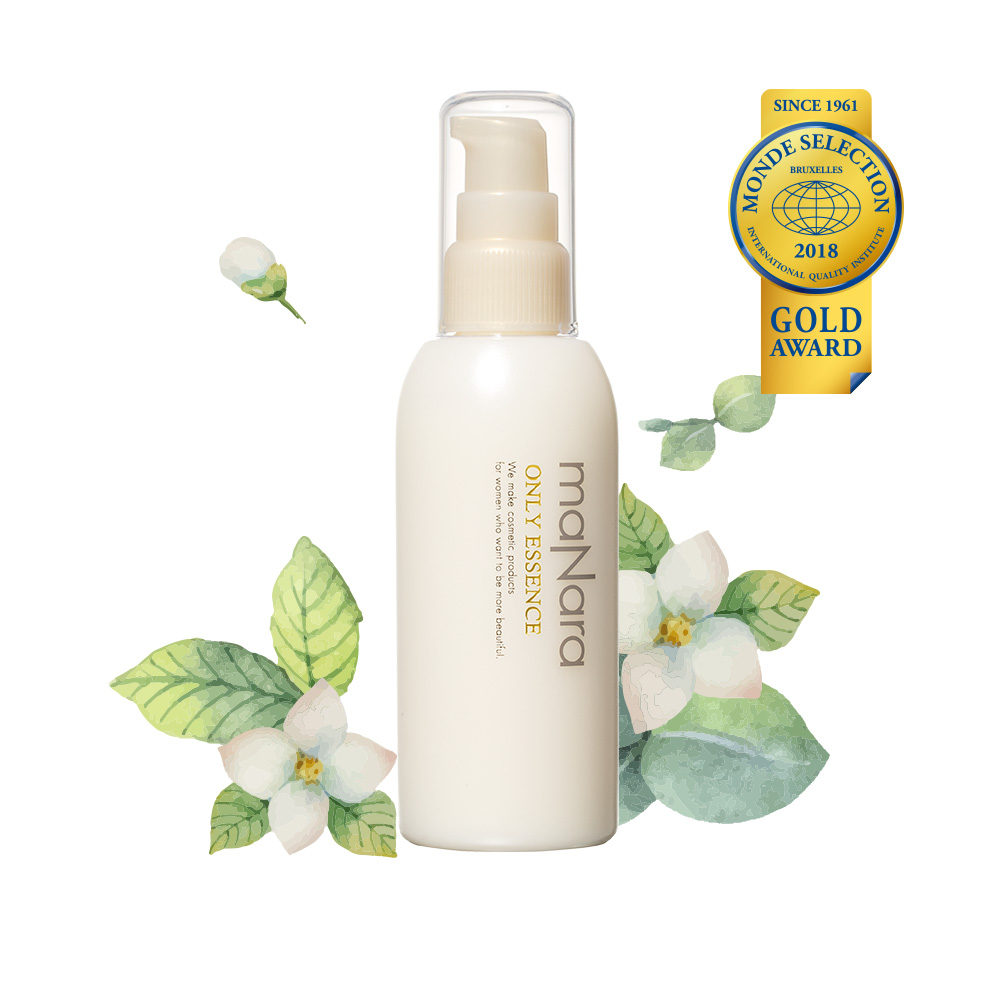 SINCE 1961
MONDE SELECTION
BRUXELLES
2018
INTERNATIONAL QUALITY INSTITUTE
GOLD
AWARD
maNara
ONLY ESSENCE
We make cosmetic products
for women who want to be more beautiful.